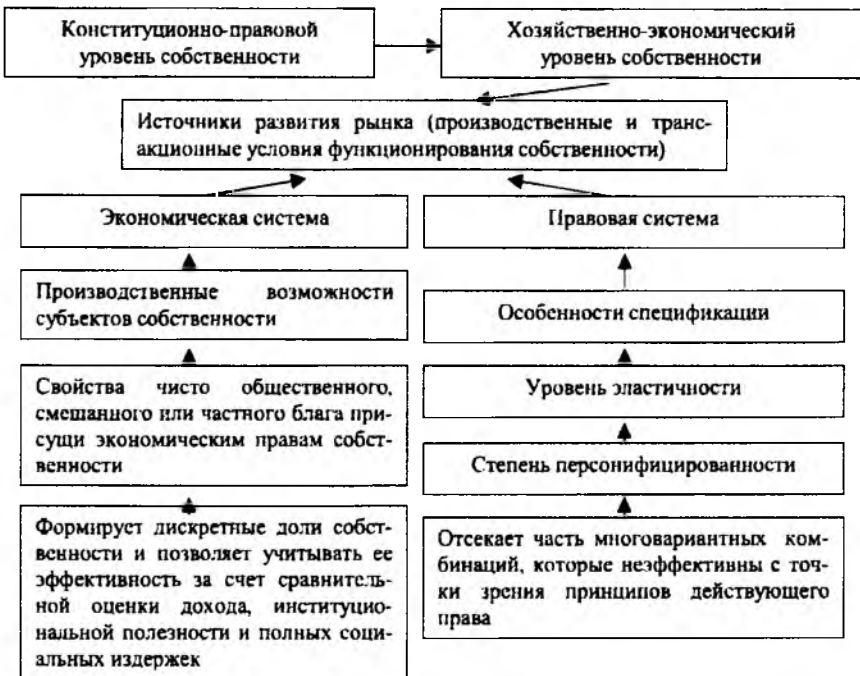 Конституционно-правовой
уровень собственности
Хозяйственно-экономический
уровень собственности
Источники развития рынка (производственные и транс-
акционные условия функционирования собственности)
Экономическая система
Правовая система
Производственные возможности
субъектов собственности
Особенности спецификации
Свойства чисто общественного,
смешанного или частного блага при-
сущи экономическим правам собст-
венности
Уровень эластичности
Степень персонифицированности
Формирует дискретные доли собст-
венности и позволяет учитывать ее
эффективность за счет сравнитель-
ной оценки дохода, институцио-
нальной полезности и полных соци-
альных издержек
Отсекает часть многовариантных ком-
бинаций, которые неэффективны с точ-
ки зрения принципов действующего
права